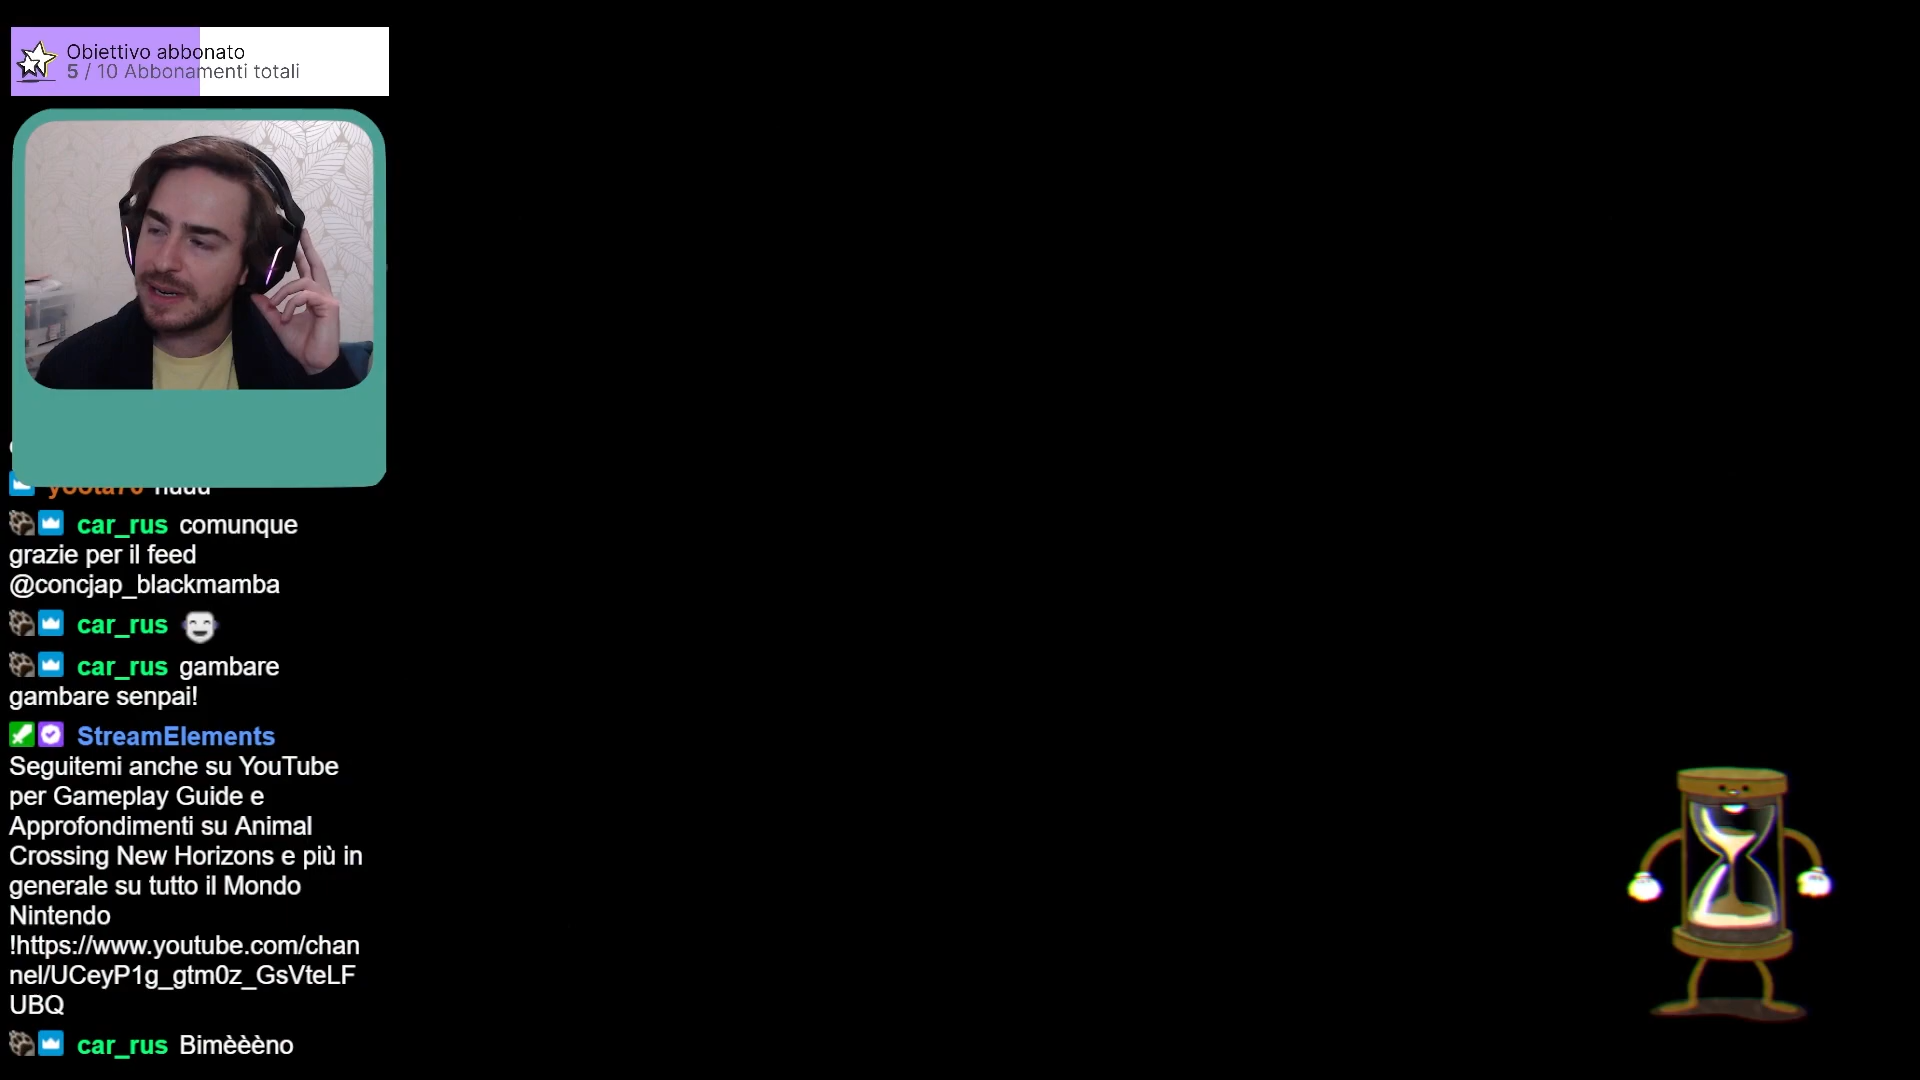 Obiettivo abbonato
5 / 10 Abbonamenti totali
car_rus comunque
grazie per il feed
@concjap_blackmamba
car_rus
car_rus gambare
gambare senpai!
StreamElements
Seguitemi anche su YouTube
per Gameplay Guide e
Approfondimenti su Animal
Crossing New Horizons e più in
generale su tutto il Mondo
Nintendo
!https://www.youtube.com/chan
nel/UCeyP1g_gtm0z_GsVteLF
UBQ
car_rus Bimèèèno